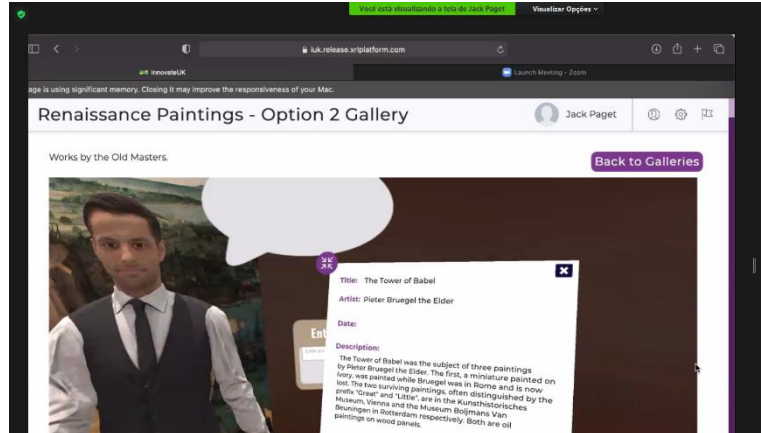 Você está visualizando a tela de Jack Paget
Visualizar Opções
iuk.release.xrlplatform.com
InnovateUK
Launch Meeting - Zoom
age is using significant memory. Closing it may improve the responsiveness of your Mac.
Renaissance Paintings - Option 2 Gallery
Jack Paget
Works by the Old Masters.
Back to Galleries
Title: The Tower of Babel
Artist: Pieter Bruegel the Elder
Date:
Ent
Description:
The Tower of Babel was the subject of three paintings
by Pieter Bruegel the Elder. The first, a miniature painted on
ivory, was painted while Bruegel was in Rome and is now
lost. The two surviving paintings, often distinguished by the
prefix "Great" and "Little", are in the Kunsthistorisches
Museum, Vienna and the Museum Boijmans Van
Beuningen in Rotterdam respectively. Both are oil
paintings on wood panels.